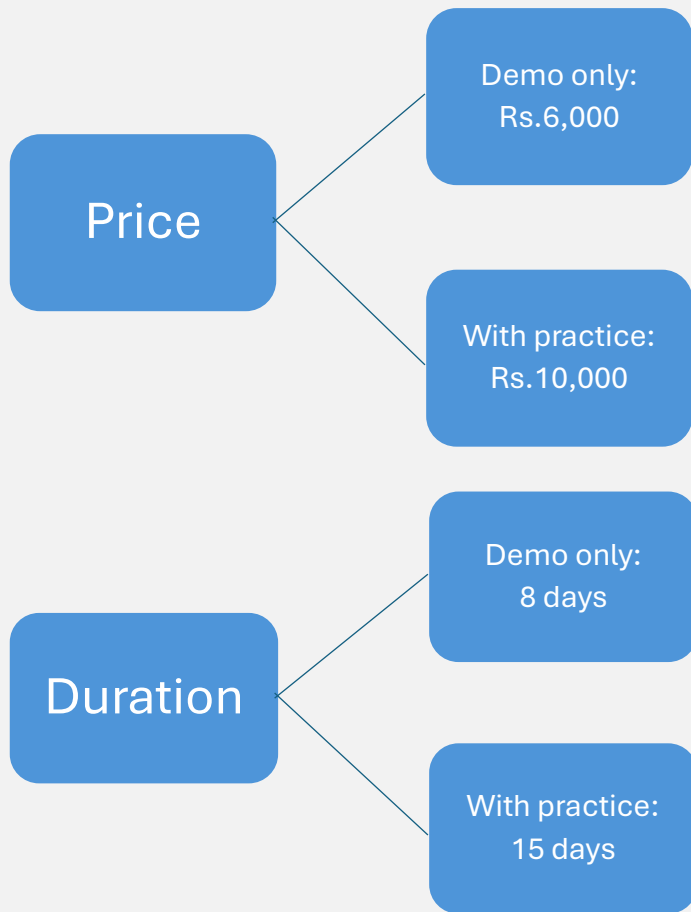 Price
Demo only:
Rs.6,000
With practice:
Rs.10,000
Duration
Demo only:
8 days
With practice:
15 days